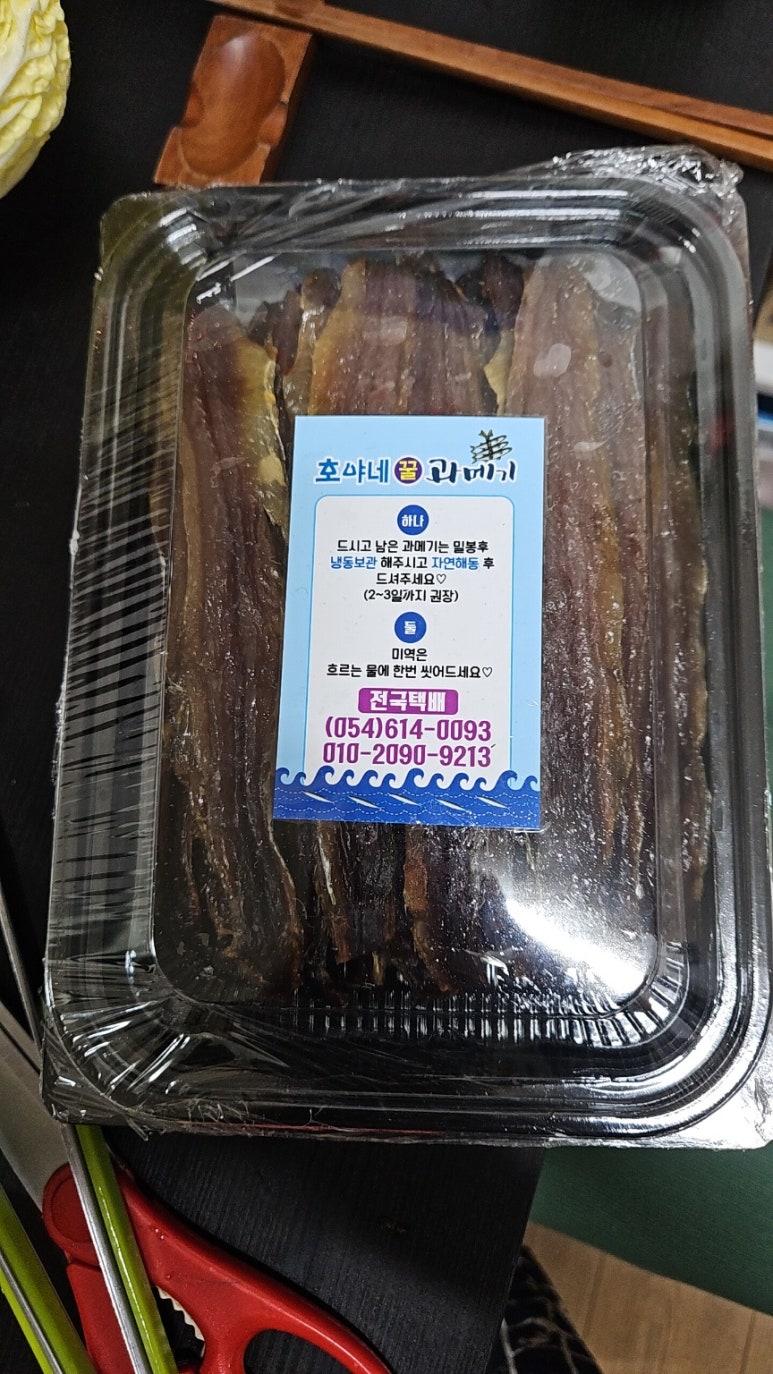 호야네 꿀 과메기
하나
드시고 남은 과메기는 밀봉후
냉동보관 해주시고 자연해동 후
드셔주세요♡
(2~3일까지 권장)
둘
미역은
흐르는 물에 한번 씻어드세요♡
전국택배
(054)614-0093
010-2090-9213